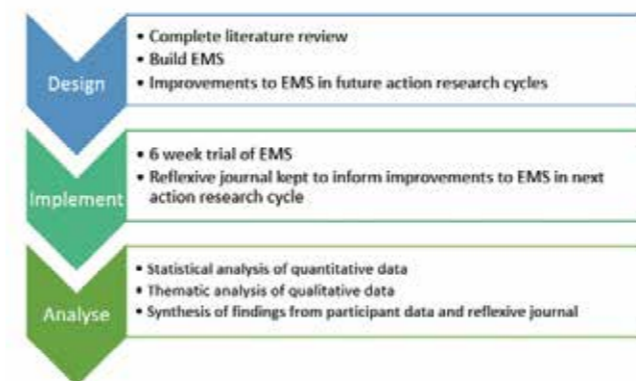 Design
• Complete literature review
• Build EMS
• Improvements to EMS in future action research cycles
Implement
• 6 week trial of EMS
• Reflexive journal kept to inform improvements to EMS in next
action research cycle
Analyse
• Statistical analysis of quantitative data
• Thematic analysis of qualitative data
• Synthesis of findings from participant data and reflexive journal